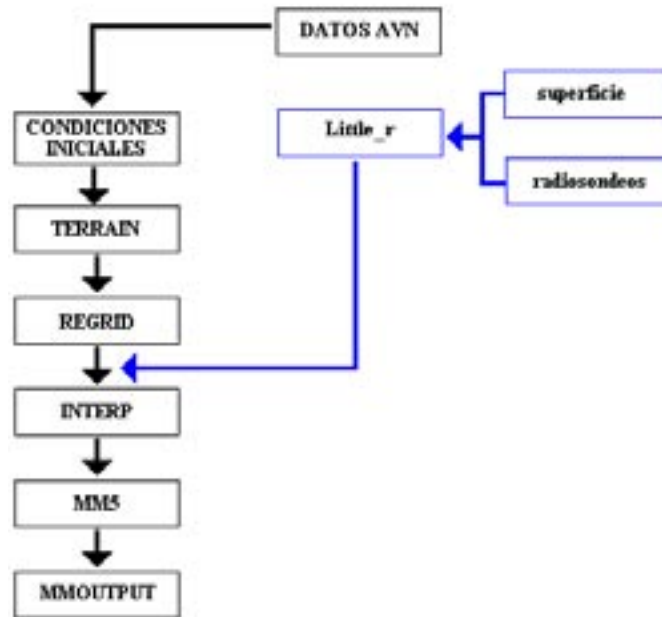 DATOS AVN
superficie
CONDICIONES
INICIALES
Little_r
radiosondeos
TERRAIN
REGRID
INTERP
MM5
MMOUTPUT